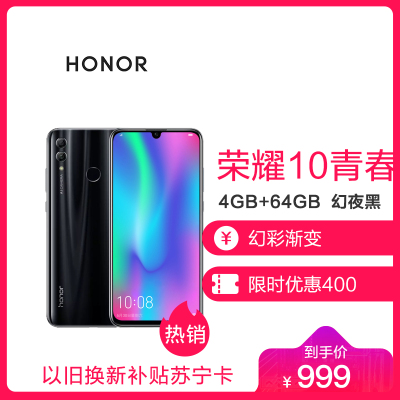 HONOR
荣耀10青春
4GB+64GB 幻夜黑
¥ 幻彩渐变
限时优惠400
10:08
honor
热销
到手价
¥ 999
以旧换新补贴苏宁卡